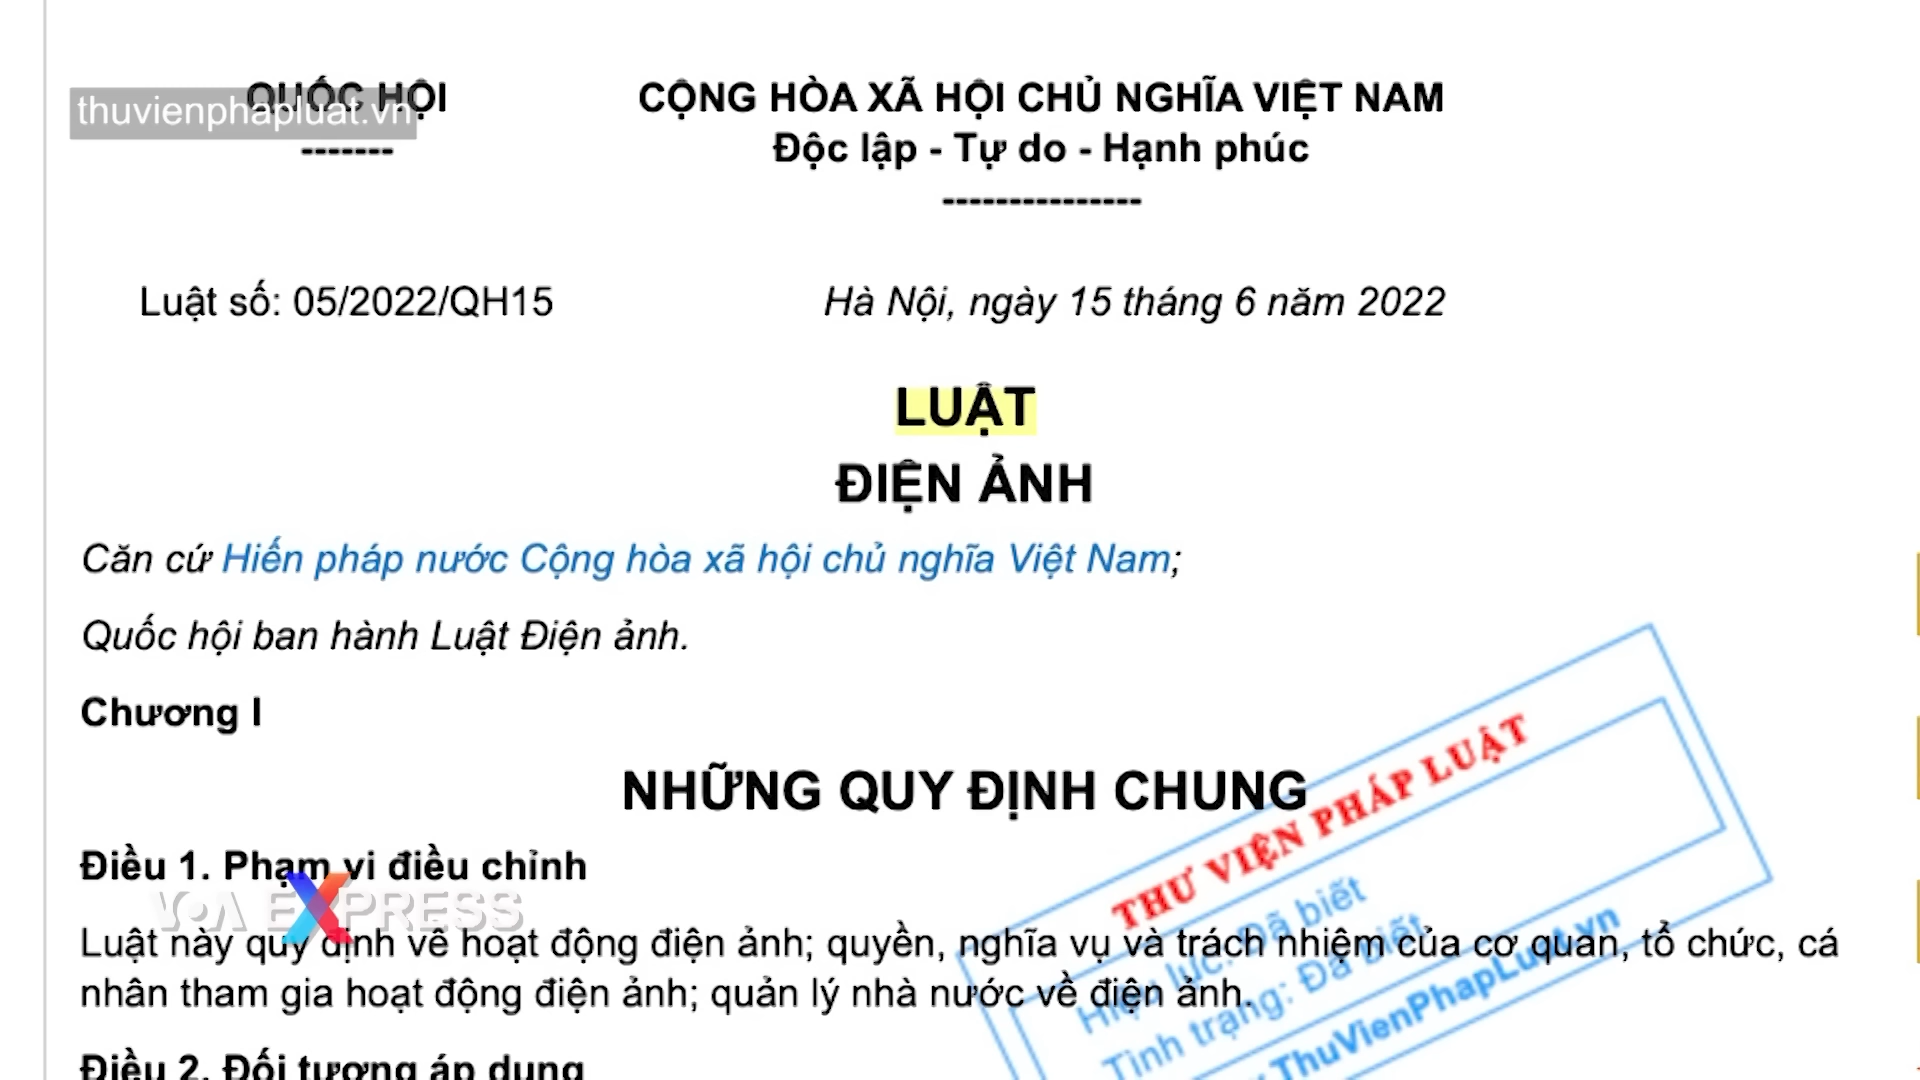 QUỐC HỘI
thuvienphapluat.vn
-------
CỘNG HÒA XÃ HỘI CHỦ NGHĨA VIỆT NAM
Độc lập - Tự do - Hạnh phúc
---------------
Luật số: 05/2022/QH15
Hà Nội, ngày 15 tháng 6 năm 2022
LUẬT
ĐIỆN ẢNH
Căn cứ Hiến pháp nước Cộng hòa xã hội chủ nghĩa Việt Nam;
Quốc hội ban hành Luật Điện ảnh.
Chương I
NHỮNG QUY ĐỊNH CHUNG
Điều 1. Phạm vi điều chỉnh
VOA EXPRESS
Luật này quy định về hoạt động điện ảnh; quyền, nghĩa vụ và trách nhiệm của cơ quan, tổ chức, cá
nhân tham gia hoạt động điện ảnh; quản lý nhà nước về điện ảnh.
Điều 2. Đối tượng áp dụng
THƯ VIỆN PHÁP LUẬT
Hiệu lực: Đã biết
Tình trạng: Đã biết
ThuVienPhapLuat.vn